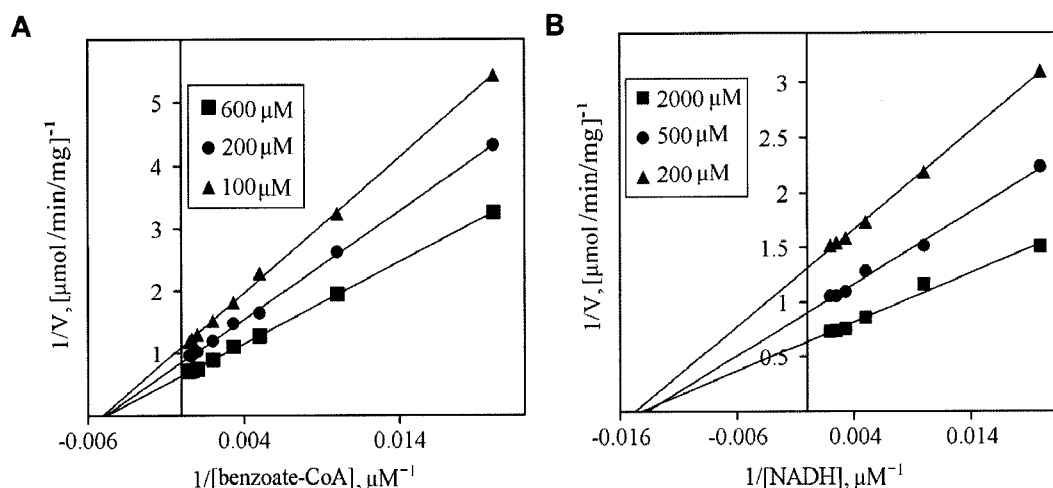 A
1/V, [µmol/min/mg]⁻¹
5
4
3
2
1
600 µM
200 µM
100 µM
-0.006
0.004
0.014
1/[benzoate-CoA], µM⁻¹
B
1/V, [µmol/min/mg]⁻¹
3
2.5
2
1.5
1
0.5
2000 µM
500 µM
200 µM
-0.016
-0.006
0.004
0.014
1/[NADH], µM⁻¹